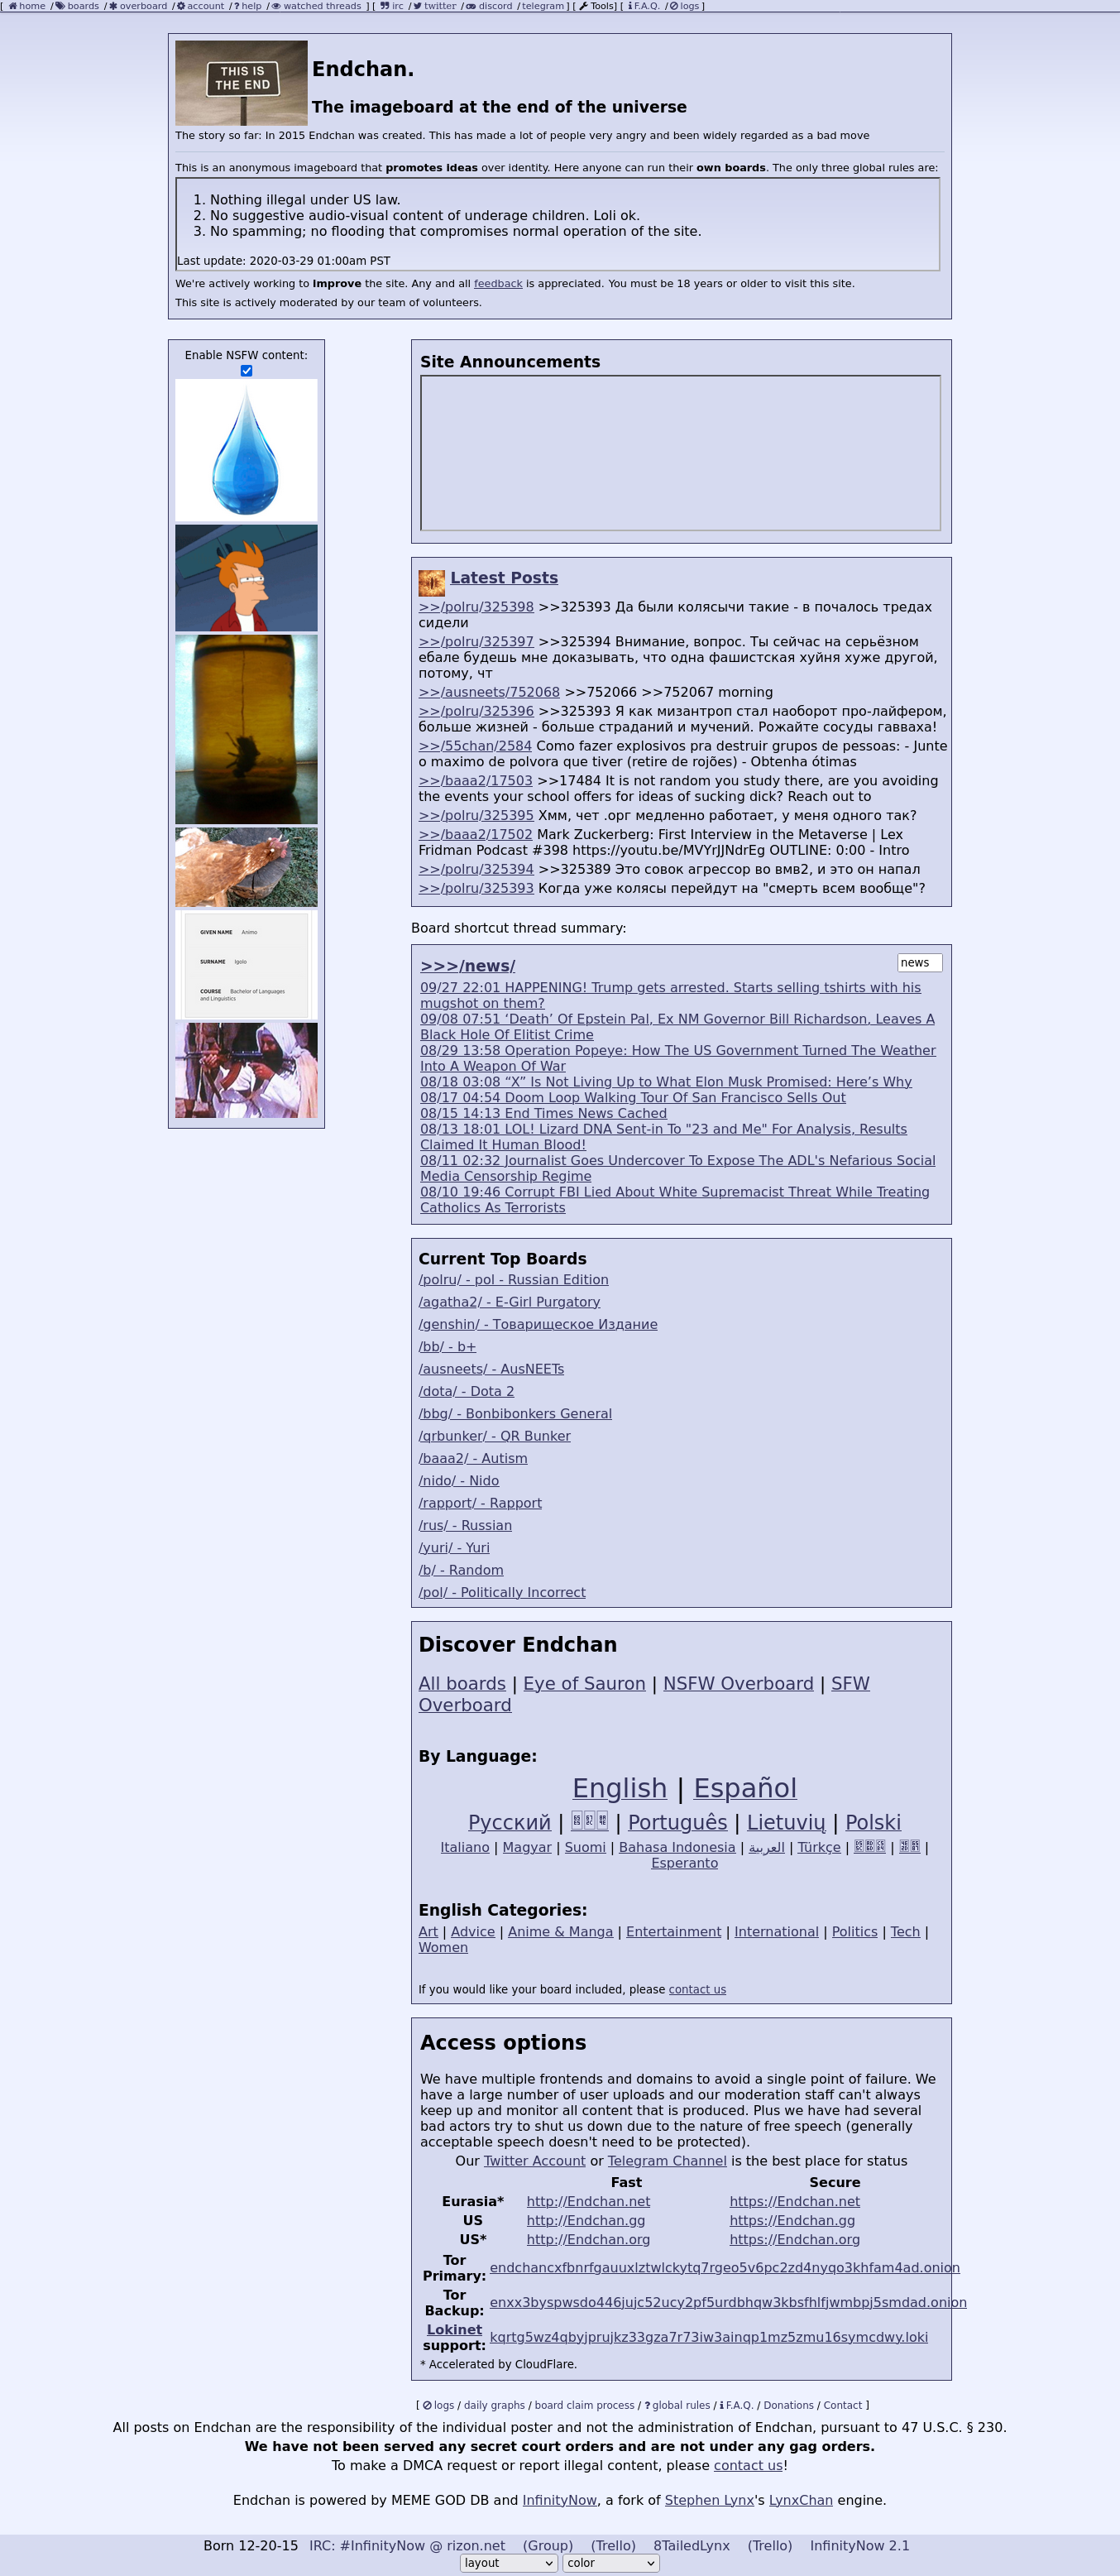 [ home / boards / overboard / account / ? help / watched threads ] [ irc / twitter / discord / telegram ] [ Tools] [ F.A.Q. / logs ]
THIS IS
THE END
Endchan.
The imageboard at the end of the universe
The story so far: In 2015 Endchan was created. This has made a lot of people very angry and been widely regarded as a bad move
This is an anonymous imageboard that promotes ideas over identity. Here anyone can run their own boards. The only three global rules are:
1. Nothing illegal under US law.
2. No suggestive audio-visual content of underage children. Loli ok.
3. No spamming; no flooding that compromises normal operation of the site.
Last update: 2020-03-29 01:00am PST
We're actively working to improve the site. Any and all feedback is appreciated. You must be 18 years or older to visit this site.
This site is actively moderated by our team of volunteers.
Enable NSFW content:
GIVEN NAME Animo
SURNAME Igolo
COURSE Bachelor of Languages
and Linguistics
Site Announcements
Latest Posts
>>/polru/325398 >>325393 Да были колясычи такие - в почалось тредах
сидели
>>/polru/325397 >>325394 Внимание, вопрос. Ты сейчас на серьёзном
ебале будешь мне доказывать, что одна фашистская хуйня хуже другой,
потому, чт
>>/ausneets/752068 >>752066 >>752067 morning
>>/polru/325396 >>325393 Я как мизантроп стал наоборот про-лайфером,
больше жизней - больше страданий и мучений. Рожайте сосуды гавваха!
>>/55chan/2584 Como fazer explosivos pra destruir grupos de pessoas: - Junte
o maximo de polvora que tiver (retire de rojões) - Obtenha ótimas
>>/baaa2/17503 >>17484 It is not random you study there, are you avoiding
the events your school offers for ideas of sucking dick? Reach out to
>>/polru/325395 Хмм, чет .орг медленно работает, у меня одного так?
>>/baaa2/17502 Mark Zuckerberg: First Interview in the Metaverse | Lex
Fridman Podcast #398 https://youtu.be/MVYrJJNdrEg OUTLINE: 0:00 - Intro
>>/polru/325394 >>325389 Это совок агрессор во вмв2, и это он напал
>>/polru/325393 Когда уже колясы перейдут на "смерть всем вообще"?
Board shortcut thread summary:
>>>/news/
news
09/27 22:01 HAPPENING! Trump gets arrested. Starts selling tshirts with his
mugshot on them?
09/08 07:51 ‘Death’ Of Epstein Pal, Ex NM Governor Bill Richardson, Leaves A
Black Hole Of Elitist Crime
08/29 13:58 Operation Popeye: How The US Government Turned The Weather
Into A Weapon Of War
08/18 03:08 “X” Is Not Living Up to What Elon Musk Promised: Here’s Why
08/17 04:54 Doom Loop Walking Tour Of San Francisco Sells Out
08/15 14:13 End Times News Cached
08/13 18:01 LOL! Lizard DNA Sent-in To "23 and Me" For Analysis, Results
Claimed It Human Blood!
08/11 02:32 Journalist Goes Undercover To Expose The ADL's Nefarious Social
Media Censorship Regime
08/10 19:46 Corrupt FBI Lied About White Supremacist Threat While Treating
Catholics As Terrorists
Current Top Boards
/polru/ - pol - Russian Edition
/agatha2/ - E-Girl Purgatory
/genshin/ - Товарищеское Издание
/bb/ - b+
/ausneets/ - AusNEETs
/dota/ - Dota 2
/bbg/ - Bonbibonkers General
/qrbunker/ - QR Bunker
/baaa2/ - Autism
/nido/ - Nido
/rapport/ - Rapport
/rus/ - Russian
/yuri/ - Yuri
/b/ - Random
/pol/ - Politically Incorrect
Discover Endchan
All boards | Eye of Sauron | NSFW Overboard | SFW
Overboard
By Language:
English | Español
Русский | | Português | Lietuvių | Polski
Italiano | Magyar | Suomi | Bahasa Indonesia | العربية | Türkçe | | |
Esperanto
English Categories:
Art | Advice | Anime & Manga | Entertainment | International | Politics | Tech |
Women
If you would like your board included, please contact us
Access options
We have multiple frontends and domains to avoid a single point of failure. We
have a large number of user uploads and our moderation staff can't always
keep up and monitor all content that is produced. Plus we have had several
bad actors try to shut us down due to the nature of free speech (generally
acceptable speech doesn't need to be protected).
Our Twitter Account or Telegram Channel is the best place for status
Fast Secure
Eurasia* http://Endchan.net https://Endchan.net
US http://Endchan.gg https://Endchan.gg
US* http://Endchan.org https://Endchan.org
Tor
Primary: endchancxfbnrfgauuxlztwlckytq7rgeo5v6pc2zd4nyqo3khfam4ad.onion
Tor
Backup: enxx3byspwsdo446jujc52ucy2pf5urdbhqw3kbsfhlfjwmbpj5smdad.onion
Lokinet
support: kqrtg5wz4qbyjprujkz33gza7r73iw3ainqp1mz5zmu16symcdwy.loki
* Accelerated by CloudFlare.
[ logs / daily graphs / board claim process / ? global rules / F.A.Q. / Donations / Contact ]
All posts on Endchan are the responsibility of the individual poster and not the administration of Endchan, pursuant to 47 U.S.C. § 230.
We have not been served any secret court orders and are not under any gag orders.
To make a DMCA request or report illegal content, please contact us!
Endchan is powered by MEME GOD DB and InfinityNow, a fork of Stephen Lynx's LynxChan engine.
Born 12-20-15 IRC: #InfinityNow @ rizon.net (Group) (Trello) 8TailedLynx (Trello) InfinityNow 2.1
layout color